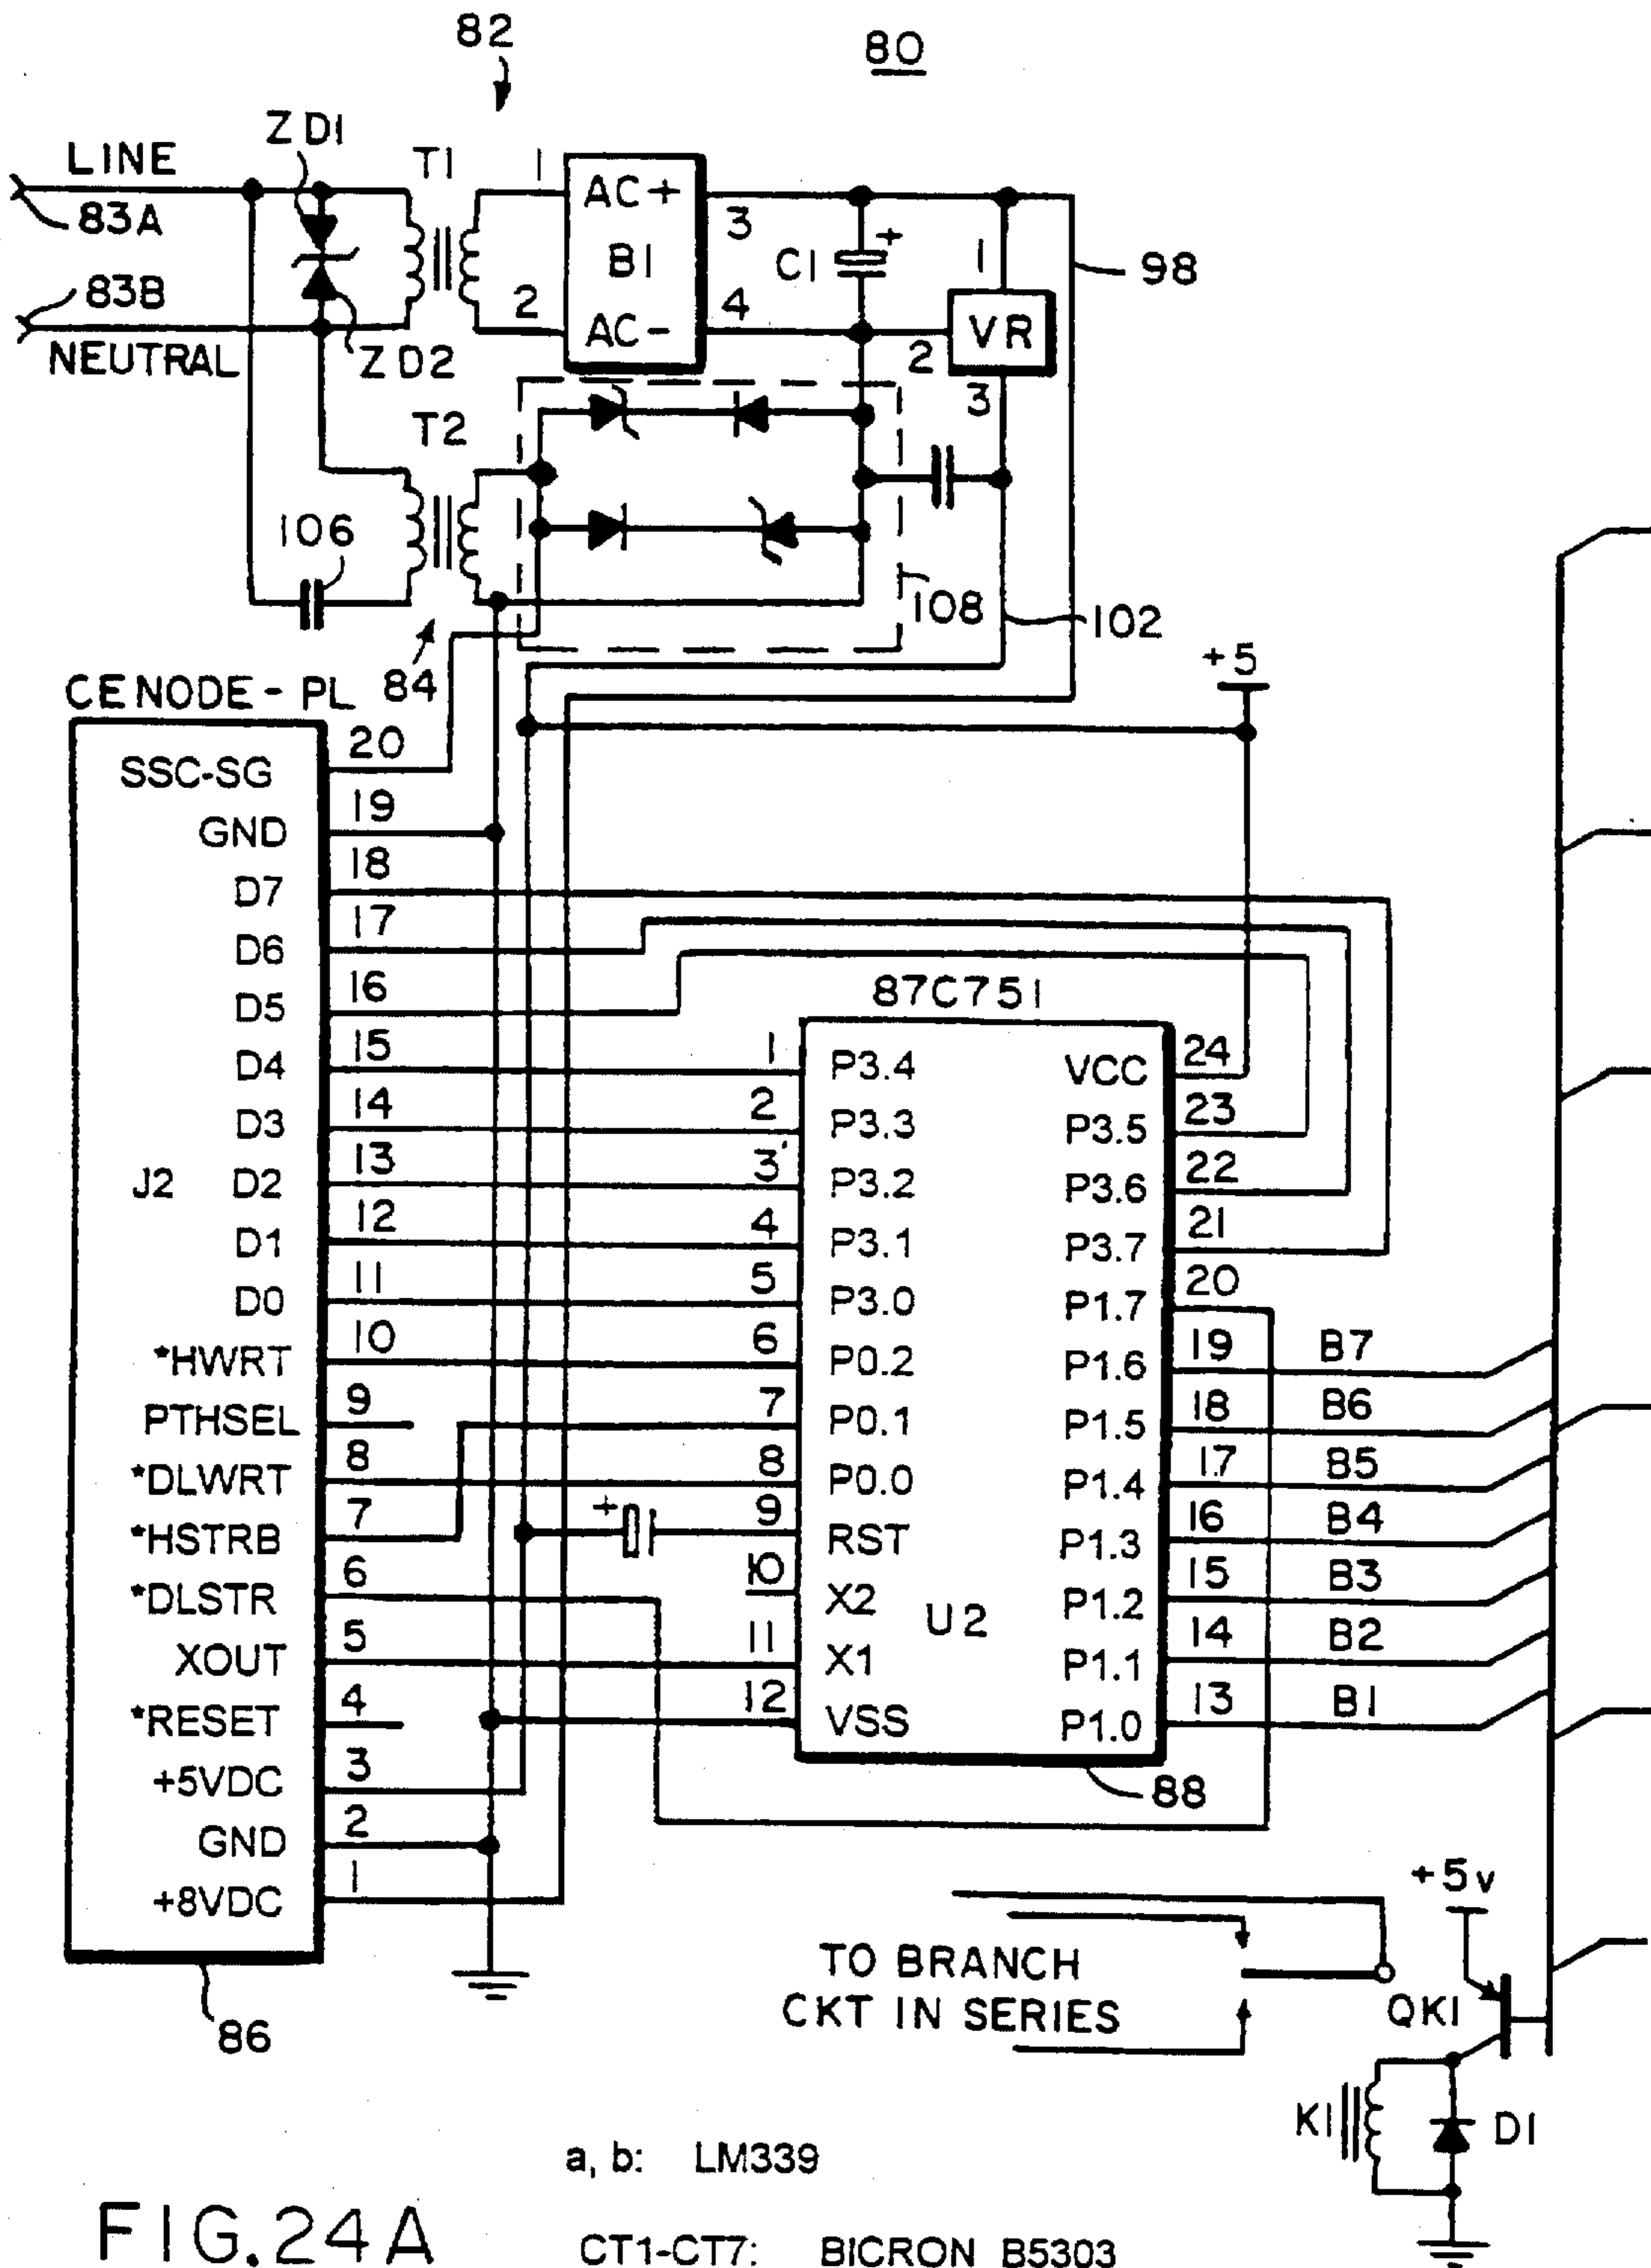 82
80
ZD1
LINE
T1
1
AC+
3
+
83A
B1
C1
1
98
83B
2
AC-
4
2
VR
NEUTRAL
ZD2
3
T2
106
108
102
84
+5
CENODE-PL
SSC-SG 20
GND 19
D7 18
D6 17
D5 16
D4 15
D3 14
J2 D2 13
D1 12
D0 11
*HWRT 10
PTHSEL 9
*DLWRT 8
*HSTRB 7
*DLSTR 6
XOUT 5
*RESET 4
+5VDC 3
GND 2
+8VDC 1
86
87C751
1 P3.4 VCC 24
2 P3.3 P3.5 23
3 P3.2 P3.6 22
4 P3.1 P3.7 21
5 P3.0 P1.7 20
6 P0.2 P1.6 19 B7
7 P0.1 P1.5 18 B6
8 P0.0 P1.4 17 B5
+ 9 RST P1.3 16 B4
10 X2 P1.2 15 B3
U2
11 X1 P1.1 14 B2
12 VSS P1.0 13 B1
88
+5v
TO BRANCH
CKT IN SERIES
QK1
K1
D1
a, b: LM339
FIG.24A
CT1-CT7: BICRON B5303